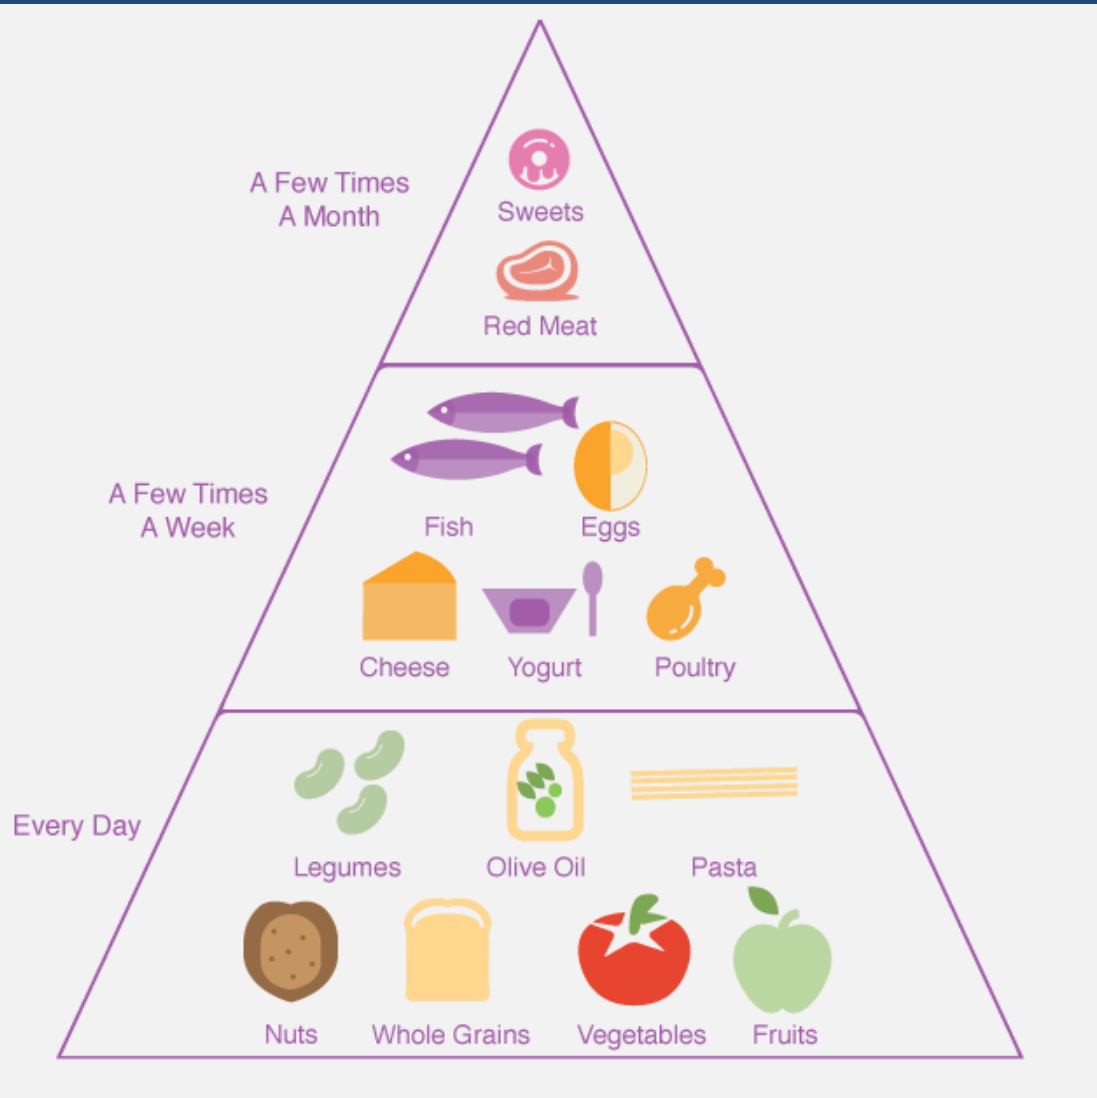 A Few Times
A Month
Sweets
Red Meat
A Few Times
A Week
Fish
Eggs
Cheese
Yogurt
Poultry
Every Day
Legumes
Olive Oil
Pasta
Nuts
Whole Grains
Vegetables
Fruits